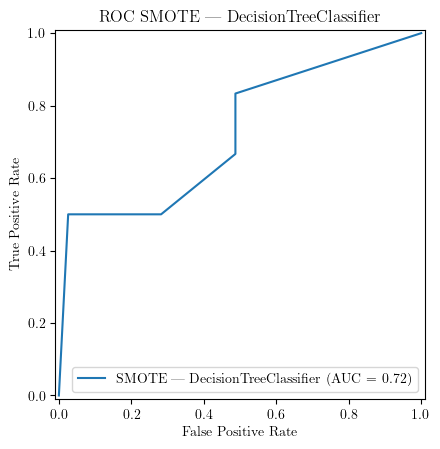 ROC SMOTE — DecisionTreeClassifier
1.0
0.8
0.6
0.4
0.2
0.0
True Positive Rate
SMOTE — DecisionTreeClassifier (AUC = 0.72)
0.0 0.2 0.4 0.6 0.8 1.0
False Positive Rate